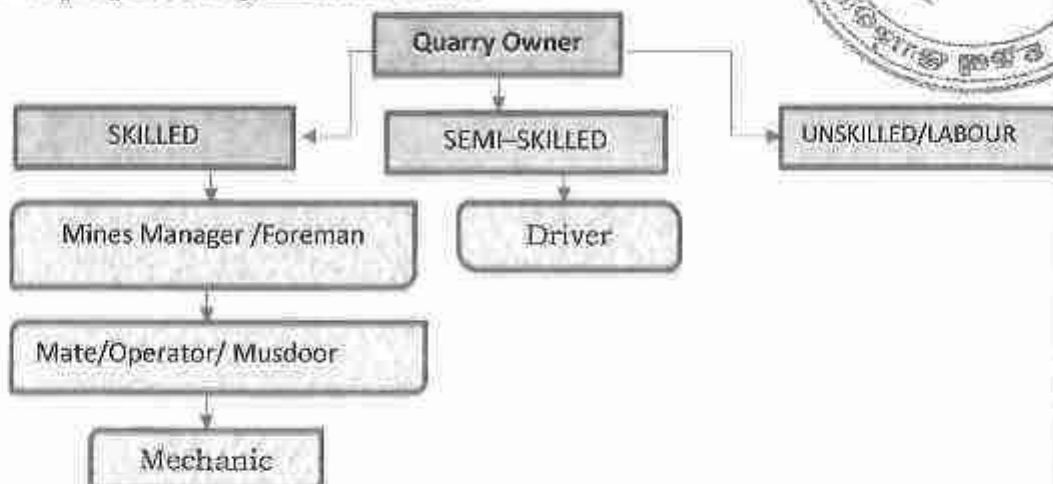 Quarry Owner
SKILLED
SEMI–SKILLED
UNSKILLED/LABOUR
Mines Manager /Foreman
Driver
Mate/Operator/ Musdoor
Mechanic